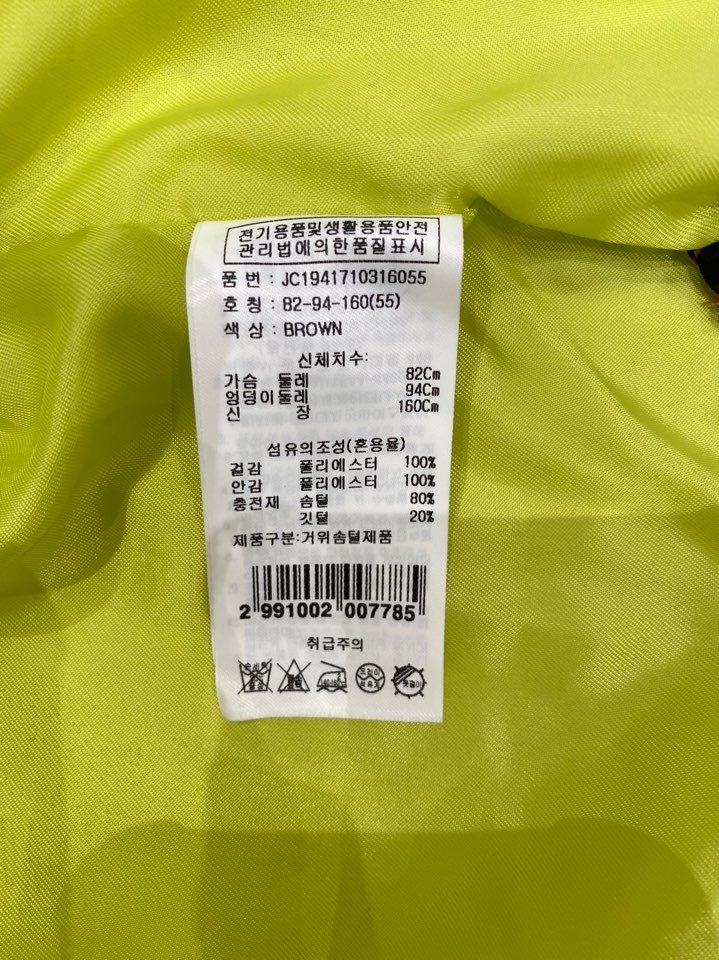 전기용품및생활용품안전
관리법에의한품질표시
품 번 : JC1941710316055
호 칭 : 82-94-160(55)
색 상 : BROWN
신체치수:
가슴 둘레 82Cm
엉덩이둘레 94Cm
신 장 160Cm
섬유의조성(혼용율)
겉감 폴리에스터 100%
안감 폴리에스터 100%
충전재 솜털 80%
깃털 20%
제품구분:거위솜털제품
2 991002 007785
취급주의